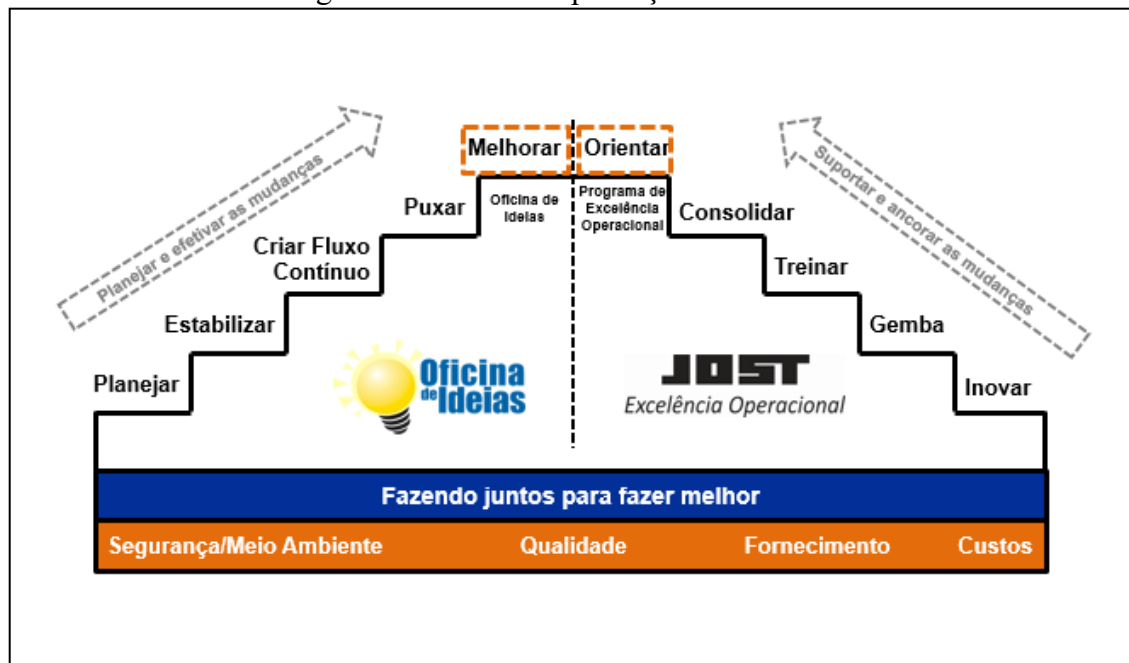 Planejar e efetivar as mudanças
Suportar e ancorar as mudanças
Melhorar
Orientar
Oficina de
Ideias
Programa de
Excelência
Operacional
Puxar
Consolidar
Criar Fluxo
Contínuo
Treinar
Estabilizar
Gemba
Planejar
Inovar
Oficina
de Ideias
JOST
Excelência Operacional
Fazendo juntos para fazer melhor
Segurança/Meio Ambiente Qualidade Fornecimento Custos